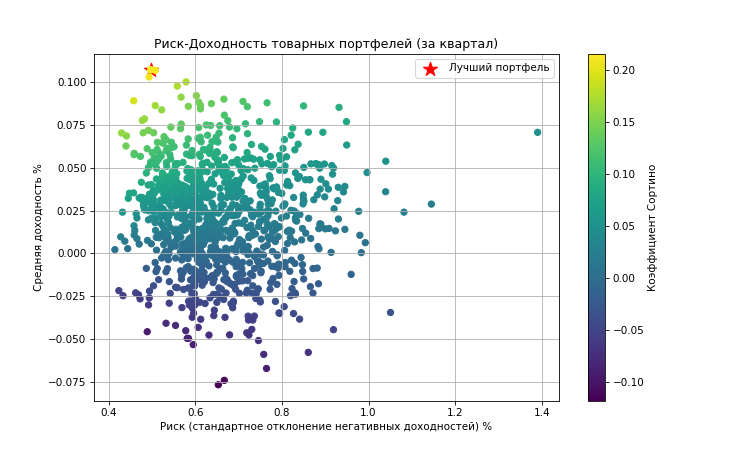 Риск-Доходность товарных портфелей (за квартал)
Лучший портфель
Средняя доходность %
0.100
0.075
0.050
0.025
0.000
−0.025
−0.050
−0.075
0.4 0.6 0.8 1.0 1.2 1.4
Риск (стандартное отклонение негативных доходностей) %
0.20
0.15
0.10
0.05
0.00
−0.05
−0.10
Коэффициент Сортино